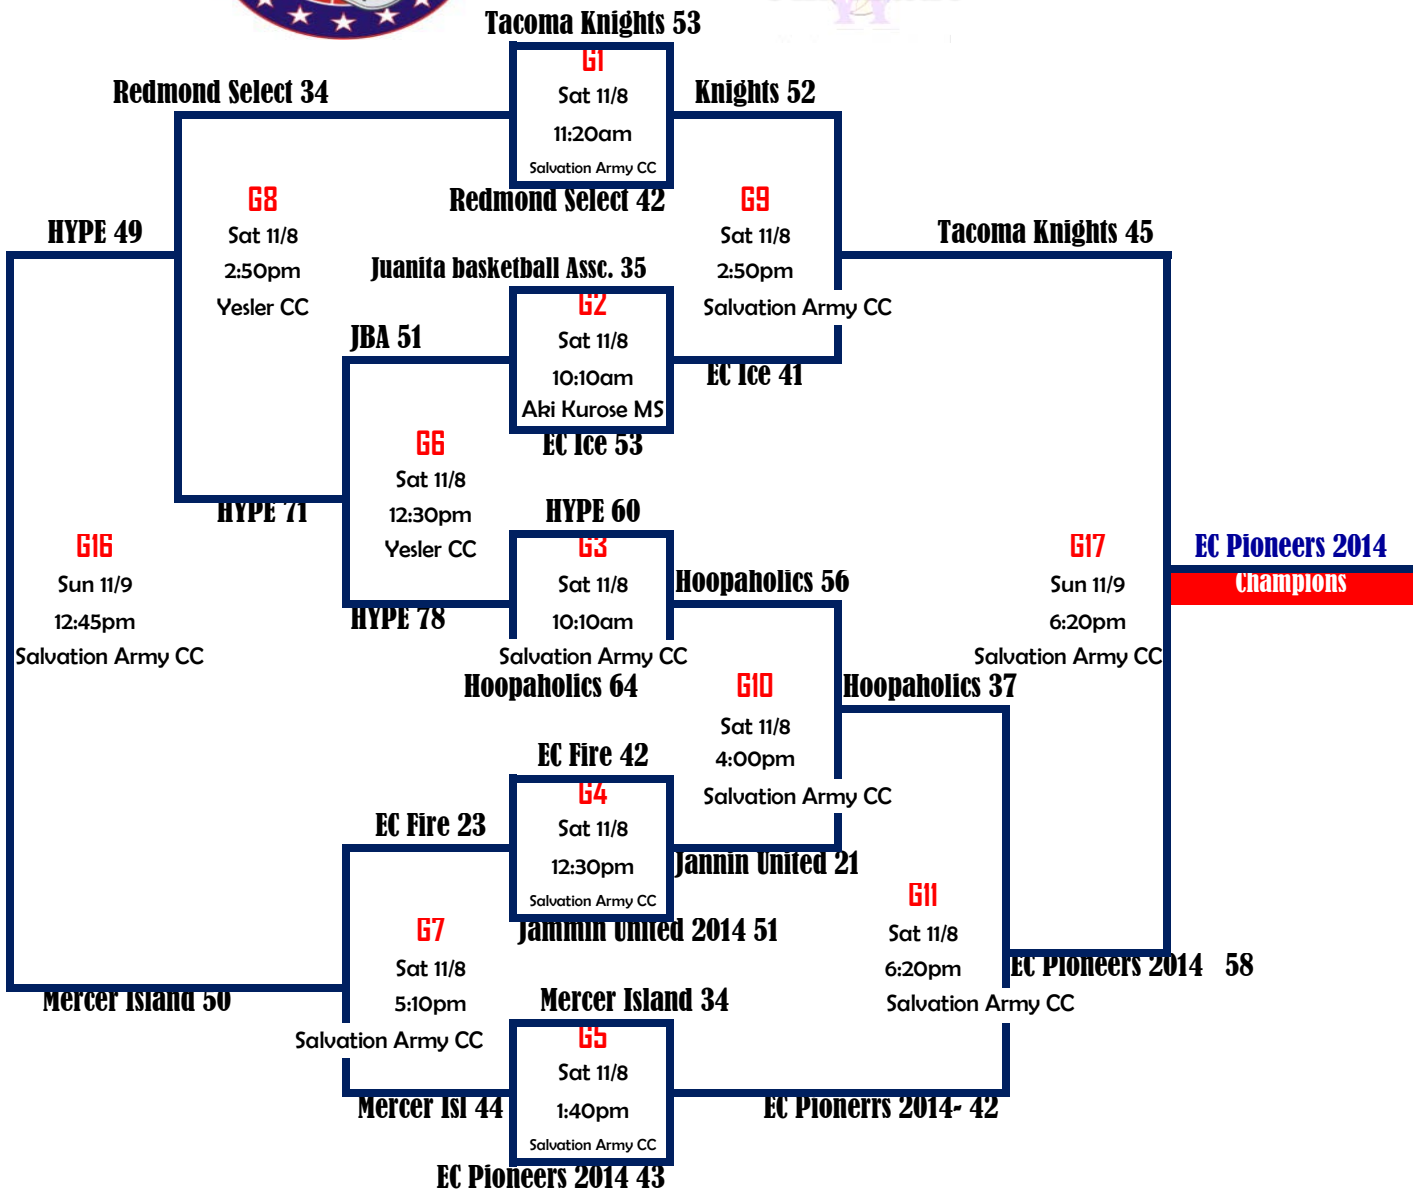 Tacoma Knights 53
G1
Redmond Select 34
Sat 11/8
Knights 52
11:20am
Salvation Army CC
G8
Redmond Select 42
G9
HYPE 49
Sat 11/8
Sat 11/8
Tacoma Knights 45
2:50pm
Juanita basketball Assc. 35
2:50pm
Yesler CC
G2
Salvation Army CC
JBA 51
Sat 11/8
10:10am
EC Ice 41
Aki Kurose MS
G6
EC Ice 53
Sat 11/8
HYPE 71
12:30pm
HYPE 60
Yesler CC
G16
G3
G17
EC Pioneers 2014
Sun 11/9
Sat 11/8
Hoopaholics 56
Sun 11/9
Champions
12:45pm
HYPE 78
10:10am
6:20pm
Salvation Army CC
Salvation Army CC
Salvation Army CC
Hoopaholics 64
G10
Hoopaholics 37
Sat 11/8
EC Fire 42
4:00pm
G4
Salvation Army CC
EC Fire 23
Sat 11/8
12:30pm
Jannin United 21
Salvation Army CC
G11
G7
Jammin United 2014 51
Sat 11/8
Sat 11/8
6:20pm
EC Pioneers 2014 58
Mercer Island 50
5:10pm
Mercer Island 34
Salvation Army CC
Salvation Army CC
G5
Sat 11/8
Mercer Isl 44
1:40pm
EC Pionerrs 2014- 42
Salvation Army CC
EC Pioneers 2014 43